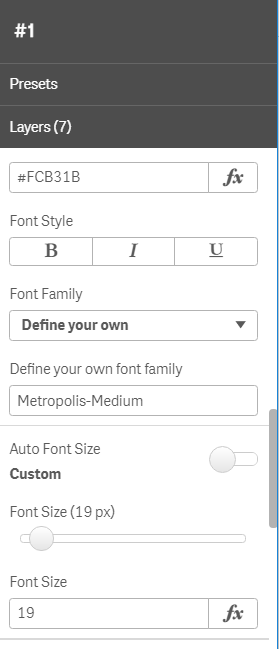 #1
Presets
Layers (7)
#FCB31B fx
Font Style
B I U
Font Family
Define your own
Define your own font family
Metropolis-Medium
Auto Font Size
Custom
Font Size (19 px)
Font Size
19 fx